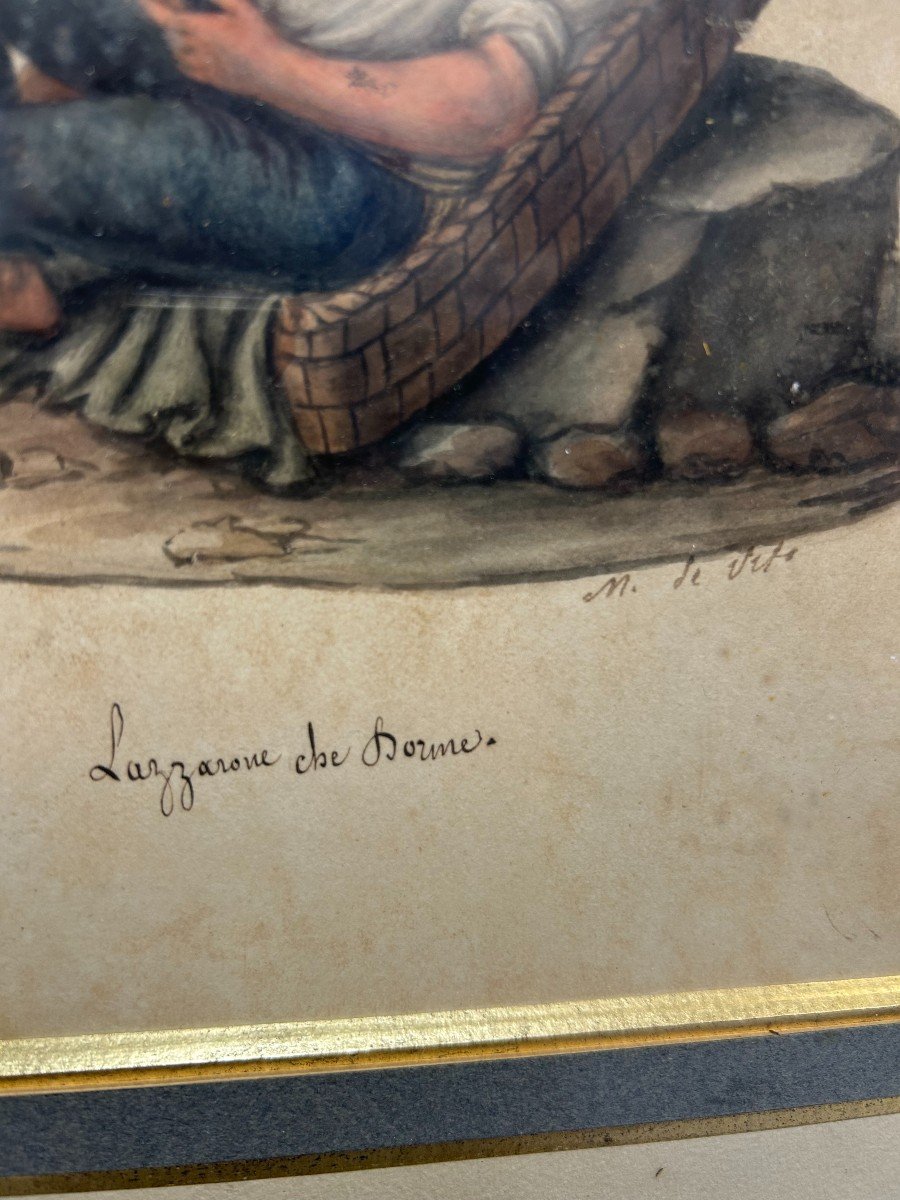 M. de Vito
Lazzarone che Dorme.